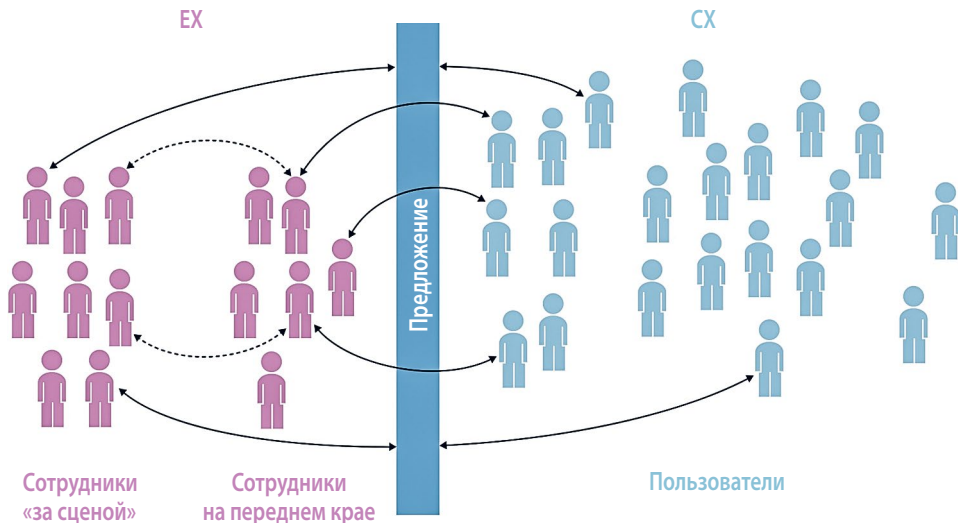 EX
CX
Предложение
Сотрудники
«за сценой»
Сотрудники
на переднем крае
Пользователи